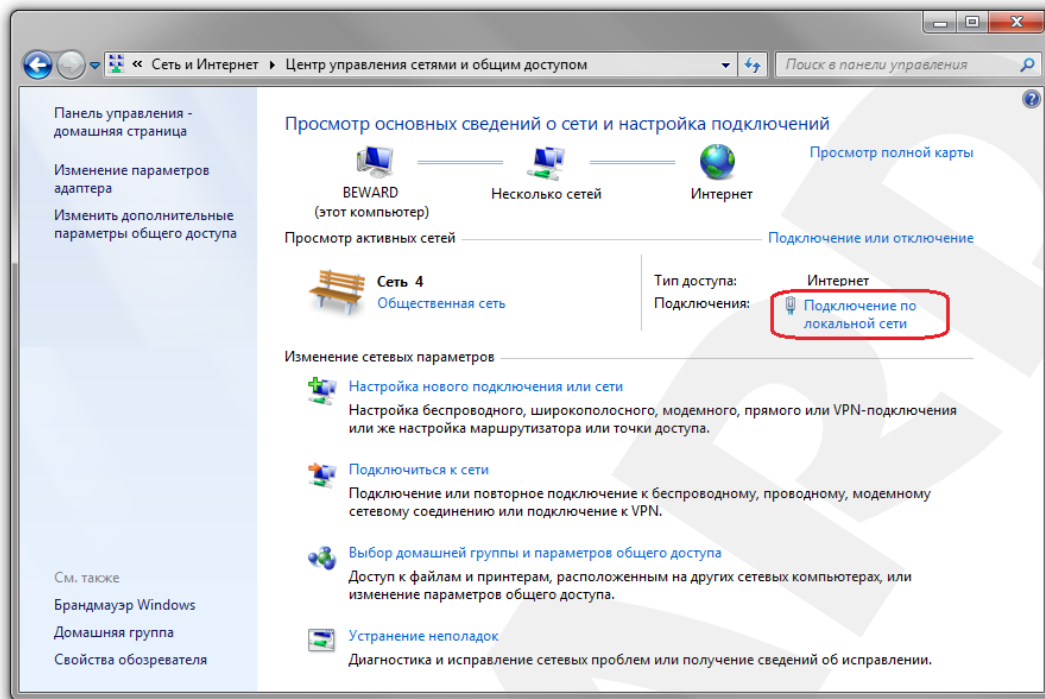 « Сеть и Интернет ▸ Центр управления сетями и общим доступом
Поиск в панели управления
Панель управления -
домашняя страница
Изменение параметров
адаптера
Изменить дополнительные
параметры общего доступа
См. также
Брандмауэр Windows
Домашняя группа
Свойства обозревателя
Просмотр основных сведений о сети и настройка подключений
Просмотр полной карты
BEWARD
(этот компьютер)
Несколько сетей
Интернет
Просмотр активных сетей
Подключение или отключение
Сеть 4
Общественная сеть
Тип доступа: Интернет
Подключения: Подключение по
локальной сети
Изменение сетевых параметров
Настройка нового подключения или сети
Настройка беспроводного, широкополосного, модемного, прямого или VPN-подключения
или же настройка маршрутизатора или точки доступа.
Подключиться к сети
Подключение или повторное подключение к беспроводному, проводному, модемному
сетевому соединению или подключение к VPN.
Выбор домашней группы и параметров общего доступа
Доступ к файлам и принтерам, расположенным на других сетевых компьютерах, или
изменение параметров общего доступа.
Устранение неполадок
Диагностика и исправление сетевых проблем или получение сведений об исправлении.